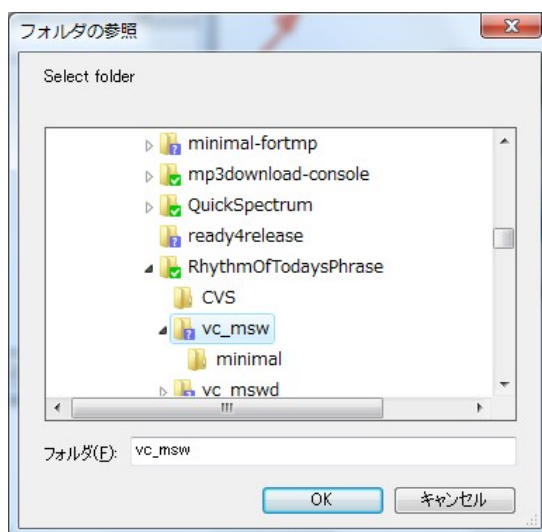 フォルダの参照
Select folder
minimal-fortmp
mp3download-console
QuickSpectrum
ready4release
RhythmOfTodaysPhrase
CVS
vc_msw
minimal
vc_mswd
フォルダ(F): vc_msw
OK キャンセル